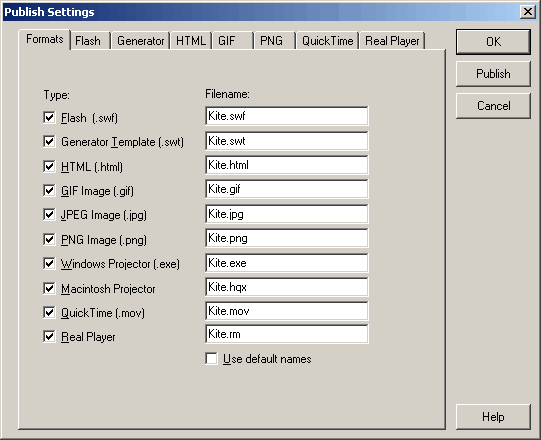 Publish Settings
Formats Flash Generator HTML GIF PNG QuickTime Real Player
OK
Publish
Cancel
Type: Filename:
Flash (.swf) Kite.swf
Generator Template (.swt) Kite.swt
HTML (.html) Kite.html
GIF Image (.gif) Kite.gif
JPEG Image (.jpg) Kite.jpg
PNG Image (.png) Kite.png
Windows Projector (.exe) Kite.exe
Macintosh Projector Kite.hqx
QuickTime (.mov) Kite.mov
Real Player Kite.rm
Use default names
Help